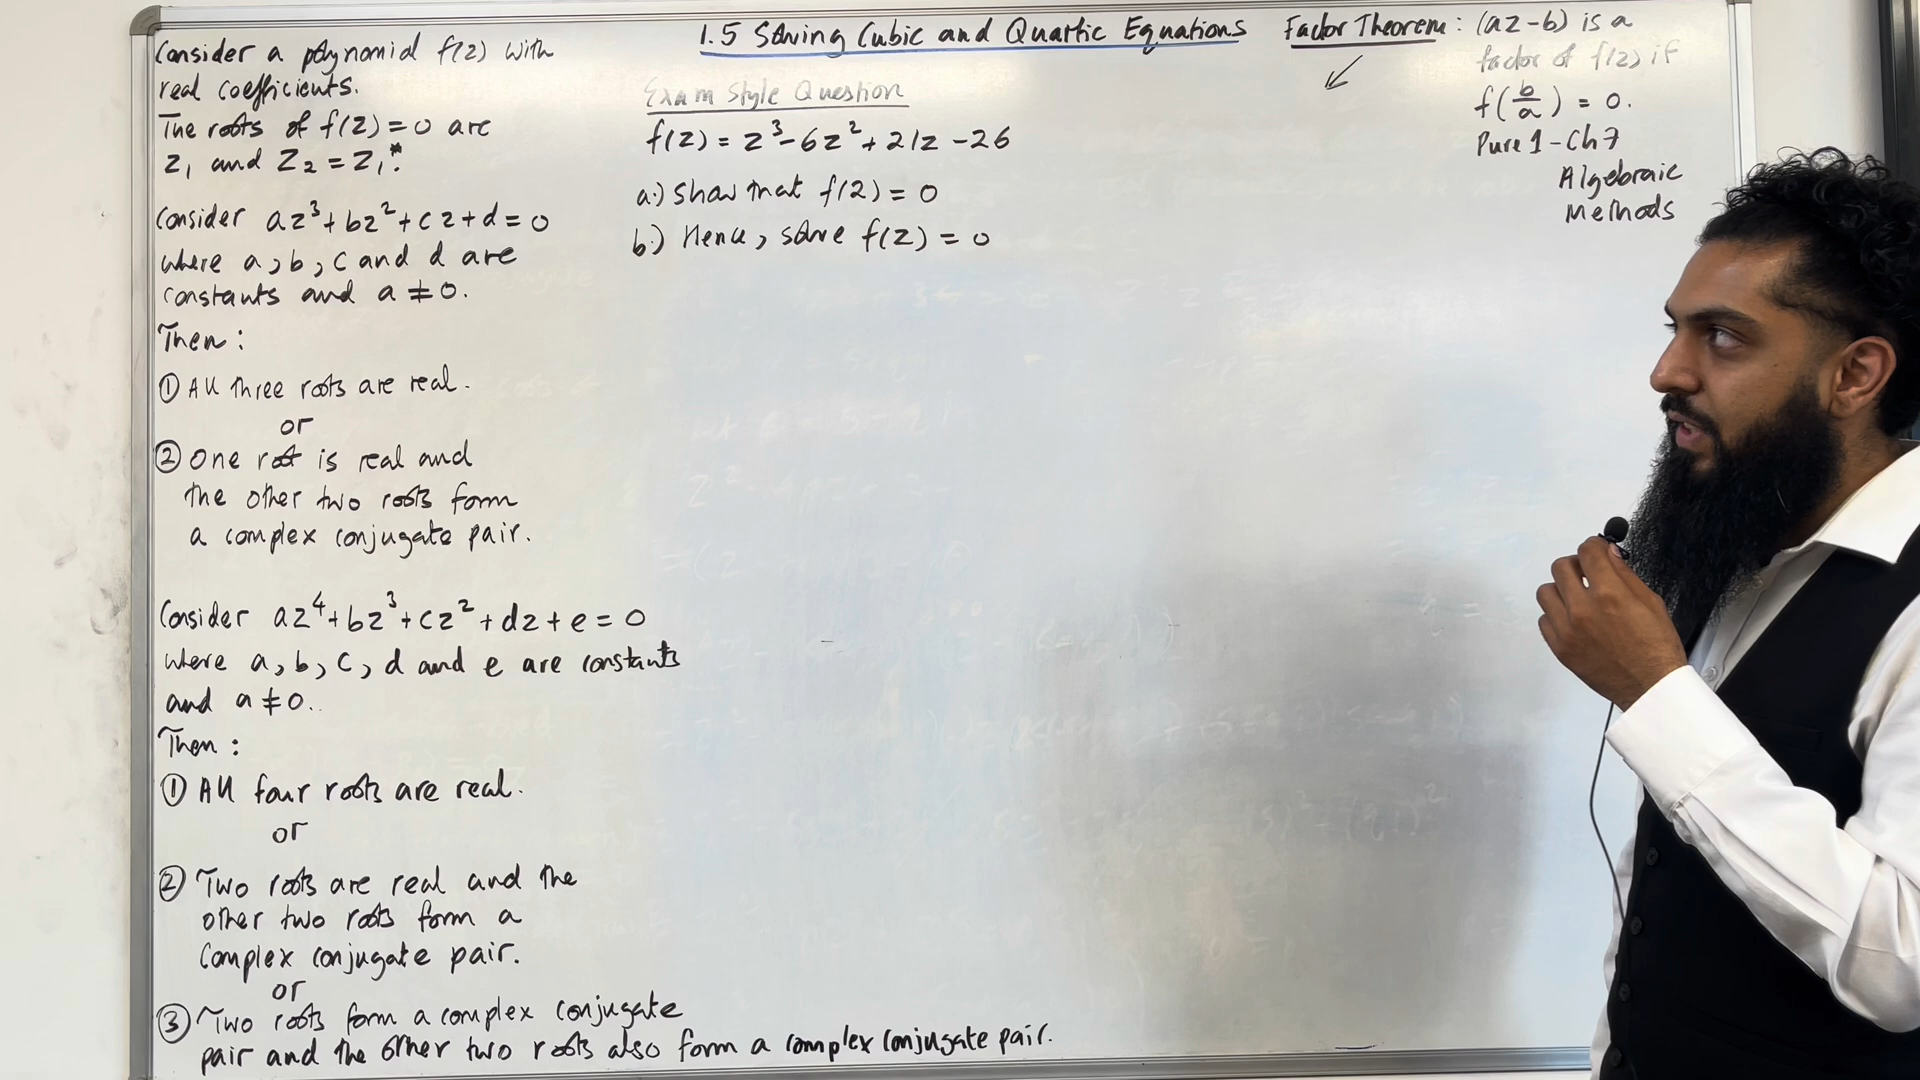 1.5 Solving Cubic and Quartic Equations
Consider a polynomial f(z) with
real coefficients.
The roots of f(z)=0 are
z₁ and z₂ = z₁*.
Consider az³+bz²+cz+d=0
where a, b, c and d are
constants and a ≠ 0.
Then:
① All three roots are real.
or
② One root is real and
the other two roots form
a complex conjugate pair.
Consider az⁴+bz³+cz²+dz+e=0
where a, b, c, d and e are constants
and a ≠ 0.
Then:
① All four roots are real.
or
② Two roots are real and the
other two roots form a
complex conjugate pair.
or
③ Two roots form a complex conjugate
pair and the other two roots also form a complex conjugate pair.
Exam Style Question
f(z) = z³-6z²+21z-26
a.) Show that f(2) = 0
b.) Hence, solve f(z) = 0
Factor Theorem: (az-b) is a
factor of f(z) if
f(b/a) = 0.
Pure 1 - Ch7
Algebraic
Methods